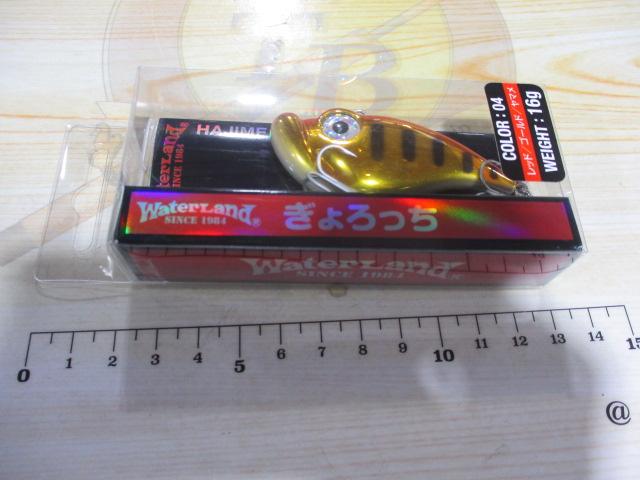 TB
HAJIME
WATERLAND
SINCE 1984
COLOR : 04
レッド/ゴールド/ヤマメ
WEIGHT : 16g
WATERLAND®
SINCE 1984
ぎょろっち
WATERLAND®
SINCE 1984
0 1 2 3 4 5 6 7 8 9 10 11 12 13 14 15
@